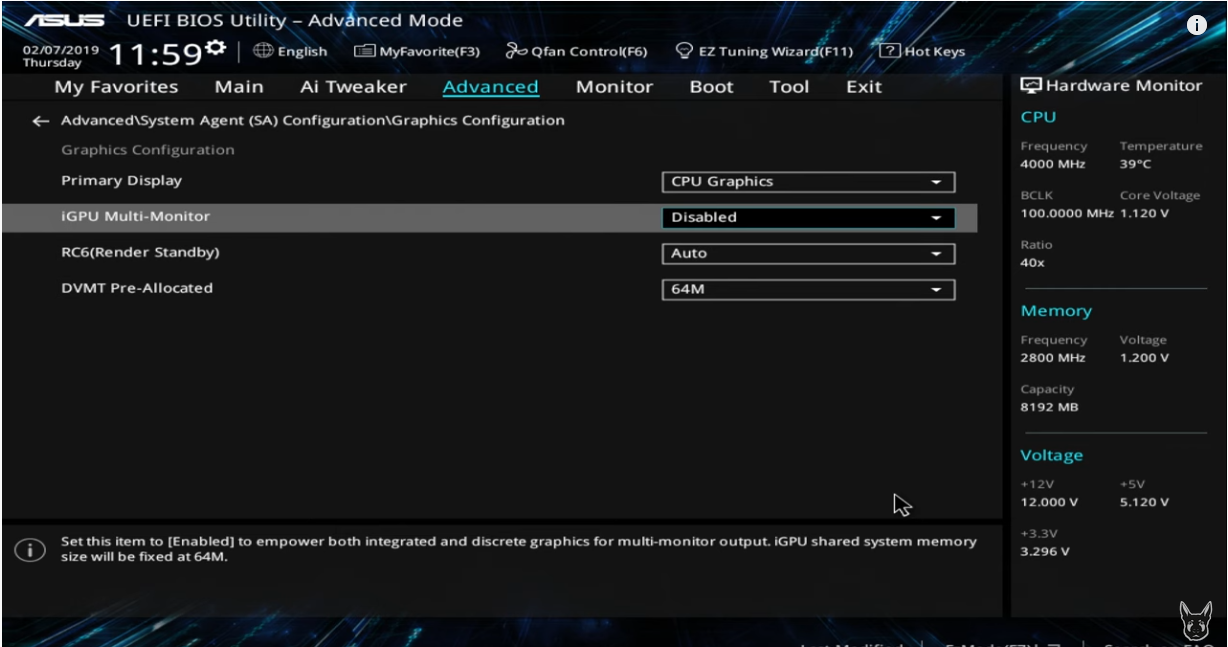 ASUS UEFI BIOS Utility – Advanced Mode
02/07/2019 Thursday 11:59 English MyFavorite(F3) Qfan Control(F6) EZ Tuning Wizard(F11) ? Hot Keys
My Favorites Main Ai Tweaker Advanced Monitor Boot Tool Exit
← Advanced\System Agent (SA) Configuration\Graphics Configuration
Graphics Configuration
Primary Display CPU Graphics
iGPU Multi-Monitor Disabled
RC6(Render Standby) Auto
DVMT Pre-Allocated 64M
Set this item to [Enabled] to empower both integrated and discrete graphics for multi-monitor output. iGPU shared system memory
size will be fixed at 64M.
Hardware Monitor
CPU
Frequency Temperature
4000 MHz 39°C
BCLK Core Voltage
100.0000 MHz 1.120 V
Ratio
40x
Memory
Frequency Voltage
2800 MHz 1.200 V
Capacity
8192 MB
Voltage
+12V +5V
12.000 V 5.120 V
+3.3V
3.296 V